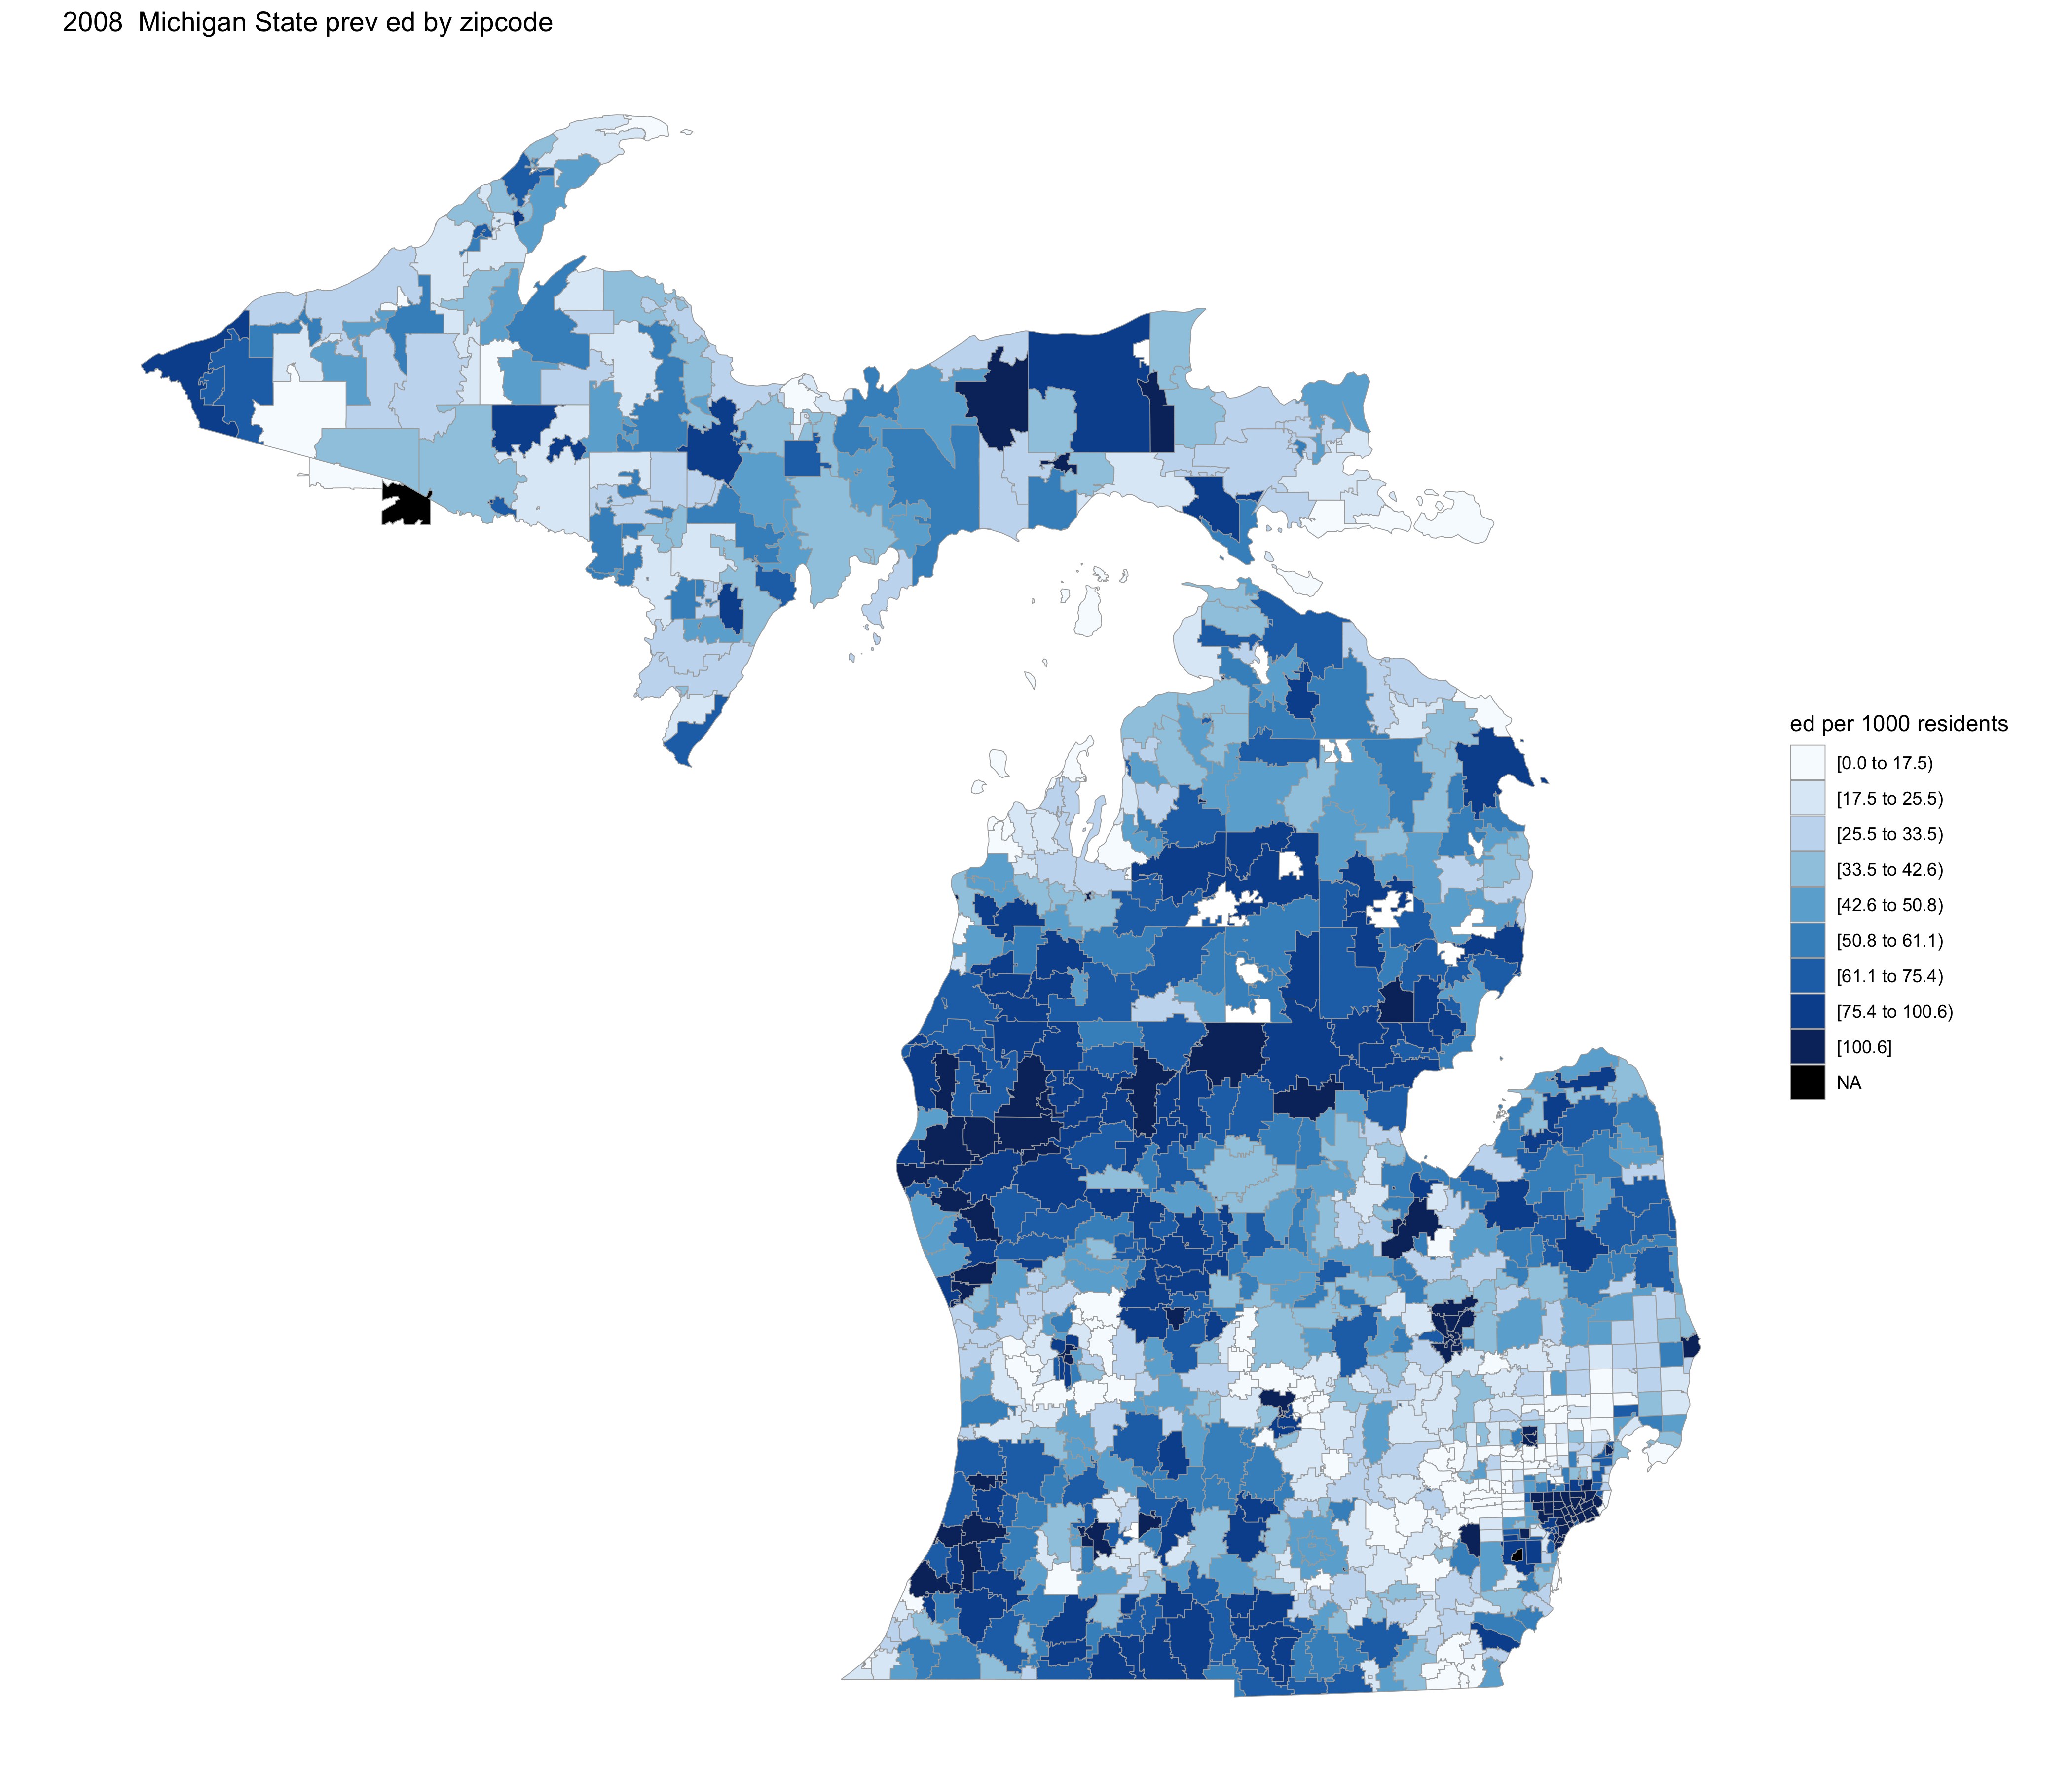 2008  Michigan State prev ed by zipcode
ed per 1000 residents
[0.0 to 17.5)
[17.5 to 25.5)
[25.5 to 33.5)
[33.5 to 42.6)
[42.6 to 50.8)
[50.8 to 61.1)
[61.1 to 75.4)
[75.4 to 100.6)
[100.6]
NA